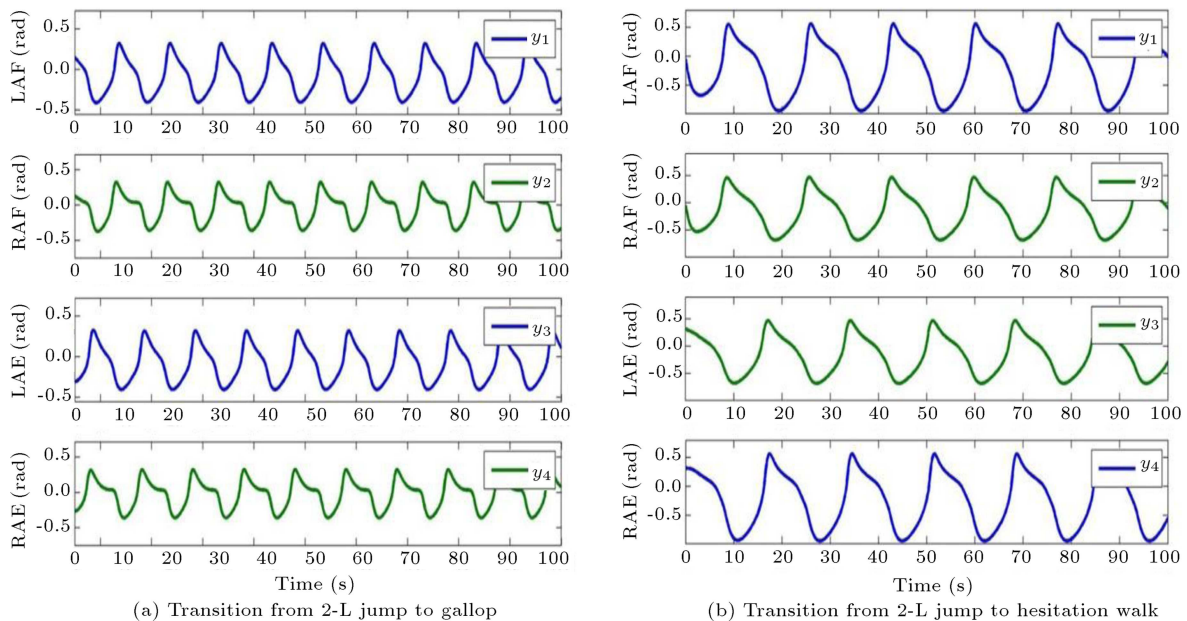 LAF (rad)
0.5
0.0
-0.5
y1
0 10 20 30 40 50 60 70 80 90 100
RAF (rad)
0.5
0.0
-0.5
y2
0 10 20 30 40 50 60 70 80 90 100
LAE (rad)
0.5
0.0
-0.5
y3
0 10 20 30 40 50 60 70 80 90 100
RAE (rad)
0.5
0.0
-0.5
y4
0 10 20 30 40 50 60 70 80 90 100
Time (s)
(a) Transition from 2-L jump to gallop
LAF (rad)
0.5
0.0
-0.5
y1
0 10 20 30 40 50 60 70 80 90 100
RAF (rad)
0.5
0.0
-0.5
y2
0 10 20 30 40 50 60 70 80 90 100
LAE (rad)
0.5
0.0
-0.5
y3
0 10 20 30 40 50 60 70 80 90 100
RAE (rad)
0.5
0.0
-0.5
y4
0 10 20 30 40 50 60 70 80 90 100
Time (s)
(b) Transition from 2-L jump to hesitation walk